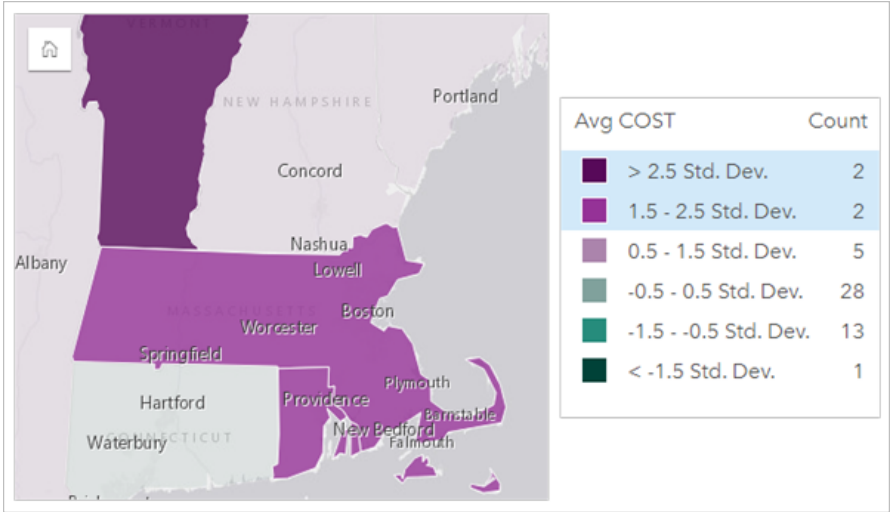 VERMONT
NEW HAMPSHIRE
Portland
Concord
Nashua
Albany
Lowell
MASSACHUSETTS
Boston
Worcester
Springfield
Plymouth
Hartford
Providence
Barnstable
New Bedford
CONNECTICUT
Waterbury
Falmouth
Avg COST Count
> 2.5 Std. Dev. 2
1.5 - 2.5 Std. Dev. 2
0.5 - 1.5 Std. Dev. 5
-0.5 - 0.5 Std. Dev. 28
-1.5 - -0.5 Std. Dev. 13
< -1.5 Std. Dev. 1